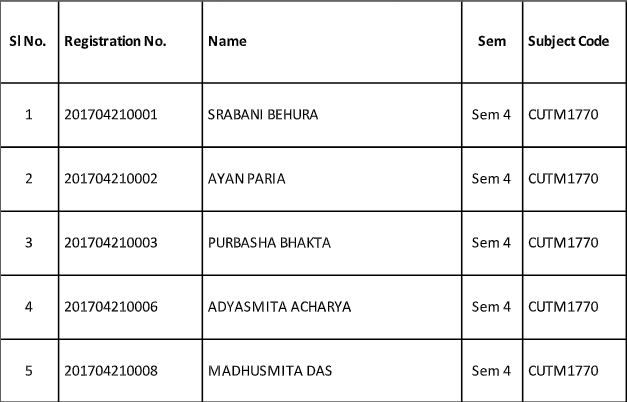 Sl No. Registration No. Name Sem Subject Code
1 201704210001 SRABANI BEHURA Sem 4 CUTM1770
2 201704210002 AYAN PARIA Sem 4 CUTM1770
3 201704210003 PURBASHA BHAKTA Sem 4 CUTM1770
4 201704210006 ADYASMITA ACHARYA Sem 4 CUTM1770
5 201704210008 MADHUSMITA DAS Sem 4 CUTM1770